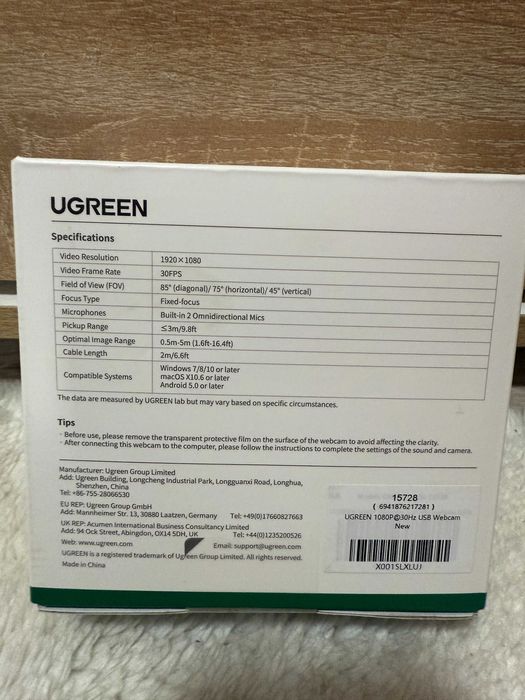 UGREEN
Specifications
Video Resolution 1920×1080
Video Frame Rate 30FPS
Field of View (FOV) 85° (diagonal)/ 75° (horizontal)/ 45° (vertical)
Focus Type Fixed-focus
Microphones Built-in 2 Omnidirectional Mics
Pickup Range ≤3m/9.8ft
Optimal Image Range 0.5m-5m (1.6ft-16.4ft)
Cable Length 2m/6.6ft
Compatible Systems Windows 7/8/10 or later
macOS X10.6 or later
Android 5.0 or later
The data are measured by UGREEN lab but may vary based on specific circumstances.
Tips
· Before use, please remove the transparent protective film on the surface of the webcam to avoid affecting the clarity.
· After connecting this webcam to the computer, please follow the instructions to complete the settings of the sound and camera.
Manufacturer: Ugreen Group Limited
Add: Ugreen Building, Longcheng Industrial Park, Longguanxi Road, Longhua,
Shenzhen, China
Tel: +86-755-28066530
EU REP: Ugreen Group GmbH
Add: Mannheimer Str. 13, 30880 Laatzen, Germany Tel: +49(0)17660827663
UK REP: Acumen International Business Consultancy Limited
Add: 94 Ock Street, Abingdon, OX14 5DH, UK Tel: +44(0)1235200526
Web: www.ugreen.com Email: support@ugreen.com
UGREEN is a registered trademark of Ugreen Group Limited. All rights reserved.
Made in China
15728
( 6941876217281 )
UGREEN 1080P@30Hz USB Webcam
New
X001SLXLUJ